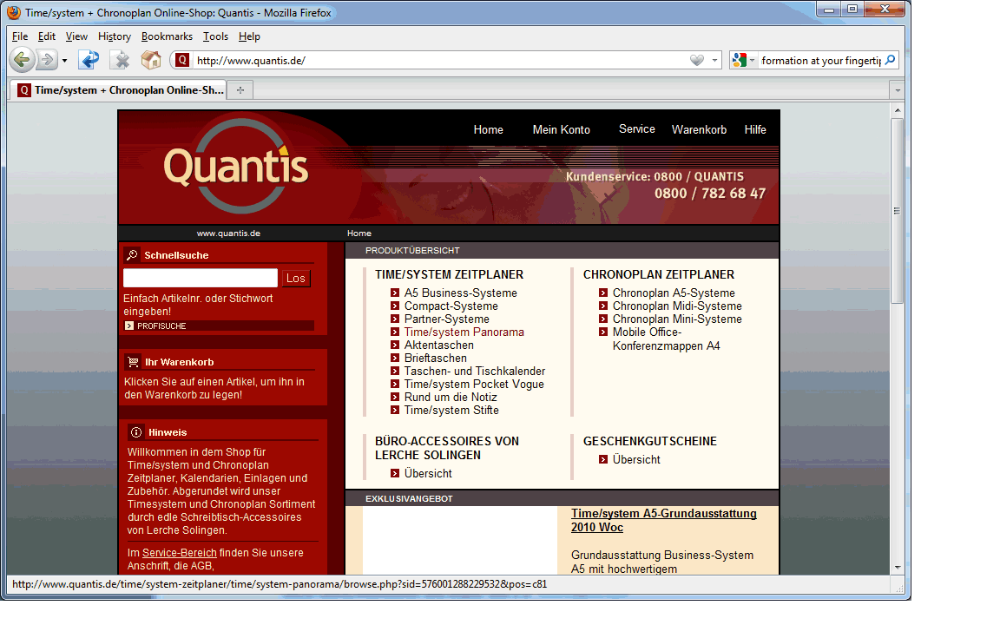 Time/system + Chronoplan Online-Shop: Quantis - Mozilla Firefox
File Edit View History Bookmarks Tools Help
Q http://www.quantis.de/ formation at your fingertip
Q Time/system + Chronoplan Online-Sh...
Home Mein Konto Service Warenkorb Hilfe
Quantis
Kundenservice: 0800 / QUANTIS
0800 / 782 68 47
www.quantis.de Home
Schnellsuche
Los
Einfach Artikelnr. oder Stichwort
eingeben!
PROFISUCHE
Ihr Warenkorb
Klicken Sie auf einen Artikel, um ihn in
den Warenkorb zu legen!
Hinweis
Willkommen in dem Shop für
Time/system und Chronoplan
Zeitplaner, Kalendarien, Einlagen und
Zubehör. Abgerundet wird unser
Timesystem und Chronoplan Sortiment
durch edle Schreibtisch-Accessoires
von Lerche Solingen.
Im Service-Bereich finden Sie unsere
Anschrift, die AGB,
PRODUKTÜBERSICHT
TIME/SYSTEM ZEITPLANER
A5 Business-Systeme
Compact-Systeme
Partner-Systeme
Time/system Panorama
Aktentaschen
Brieftaschen
Taschen- und Tischkalender
Time/system Pocket Vogue
Rund um die Notiz
Time/system Stifte
CHRONOPLAN ZEITPLANER
Chronoplan A5-Systeme
Chronoplan Midi-Systeme
Chronoplan Mini-Systeme
Mobile Office-
Konferenzmappen A4
BÜRO-ACCESSOIRES VON
LERCHE SOLINGEN
Übersicht
GESCHENKGUTSCHEINE
Übersicht
EXKLUSIVANGEBOT
Time/system A5-Grundausstattung
2010 Woc
Grundausstattung Business-System
A5 mit hochwertigem
http://www.quantis.de/time/system-zeitplaner/time/system-panorama/browse.php?sid=576001288229532&pos=c81